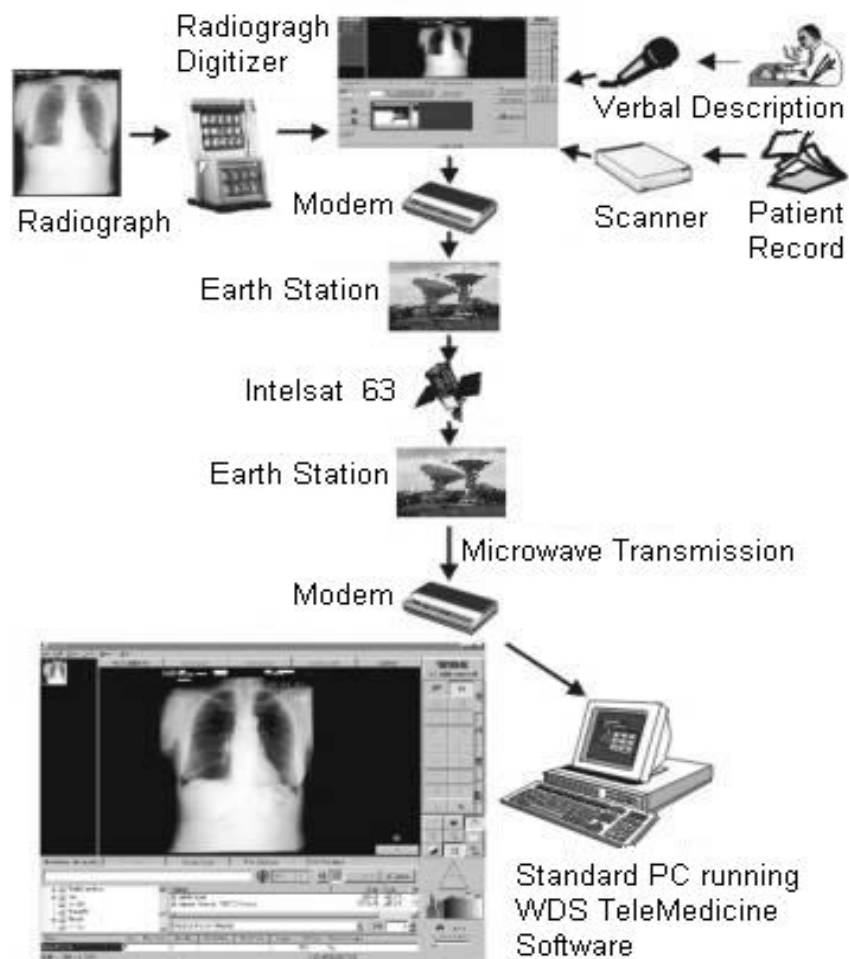 Radiogragh
Digitizer
Verbal Description
Radiograph
Modem
Scanner
Patient
Record
Earth Station
Intelsat 63
Earth Station
Microwave Transmission
Modem
Standard PC running
WDS TeleMedicine
Software